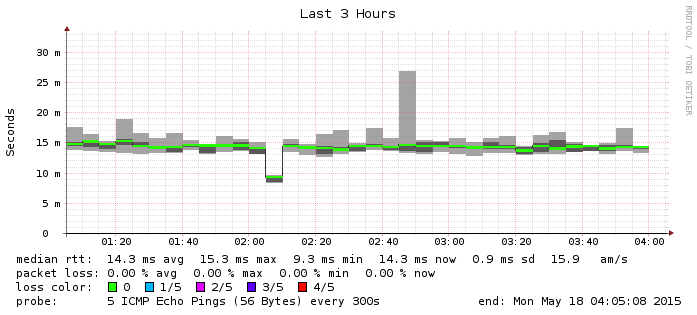 Last 3 Hours
RRDTOOL / TOBI OETIKER
Seconds
30 m
25 m
20 m
15 m
10 m
5 m
0
01:20 01:40 02:00 02:20 02:40 03:00 03:20 03:40 04:00
median rtt: 14.3 ms avg 15.3 ms max 9.3 ms min 14.3 ms now 0.9 ms sd 15.9 am/s
packet loss: 0.00 % avg 0.00 % max 0.00 % min 0.00 % now
loss color: 0 1/5 2/5 3/5 4/5
probe: 5 ICMP Echo Pings (56 Bytes) every 300s end: Mon May 18 04:05:08 2015